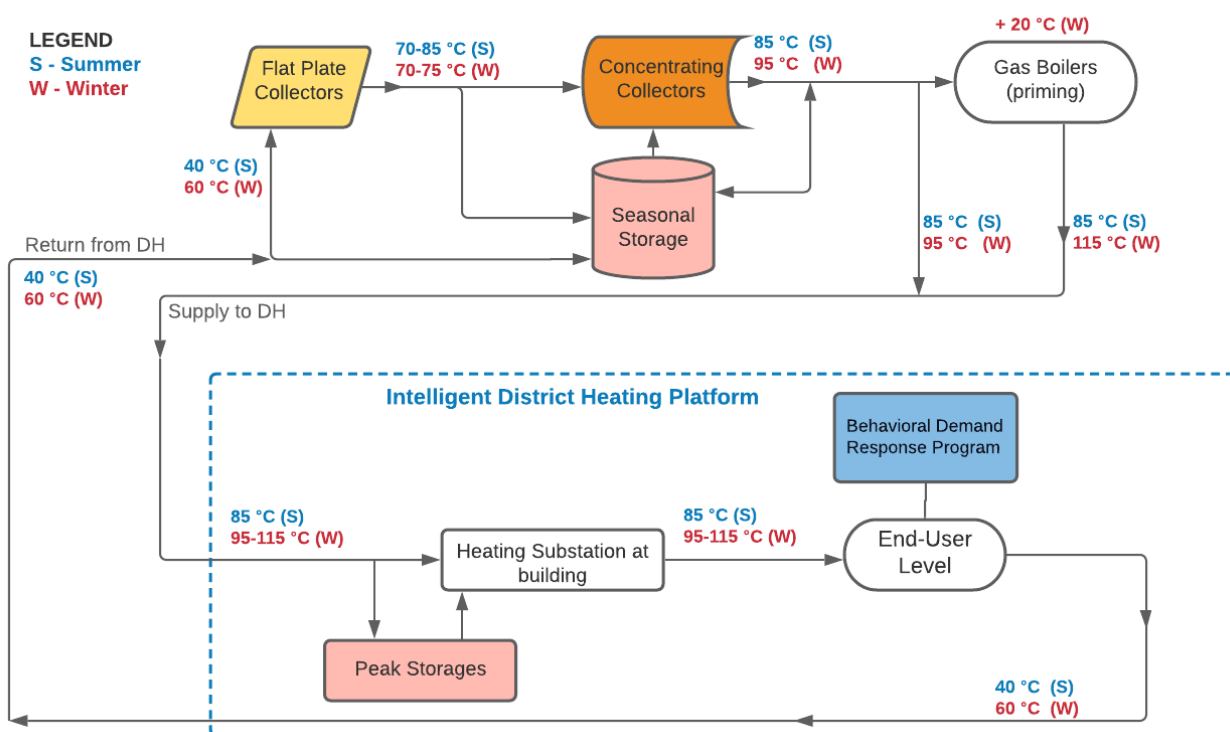 LEGEND
S - Summer
W - Winter
Flat Plate
Collectors
70-85 °C (S)
70-75 °C (W)
Concentrating
Collectors
85 °C (S)
95 °C (W)
+ 20 °C (W)
Gas Boilers
(priming)
40 °C (S)
60 °C (W)
Seasonal
Storage
85 °C (S)
95 °C (W)
85 °C (S)
115 °C (W)
Return from DH
40 °C (S)
60 °C (W)
Supply to DH
Intelligent District Heating Platform
Behavioral Demand
Response Program
85 °C (S)
95-115 °C (W)
Heating Substation at
building
85 °C (S)
95-115 °C (W)
End-User
Level
Peak Storages
40 °C (S)
60 °C (W)